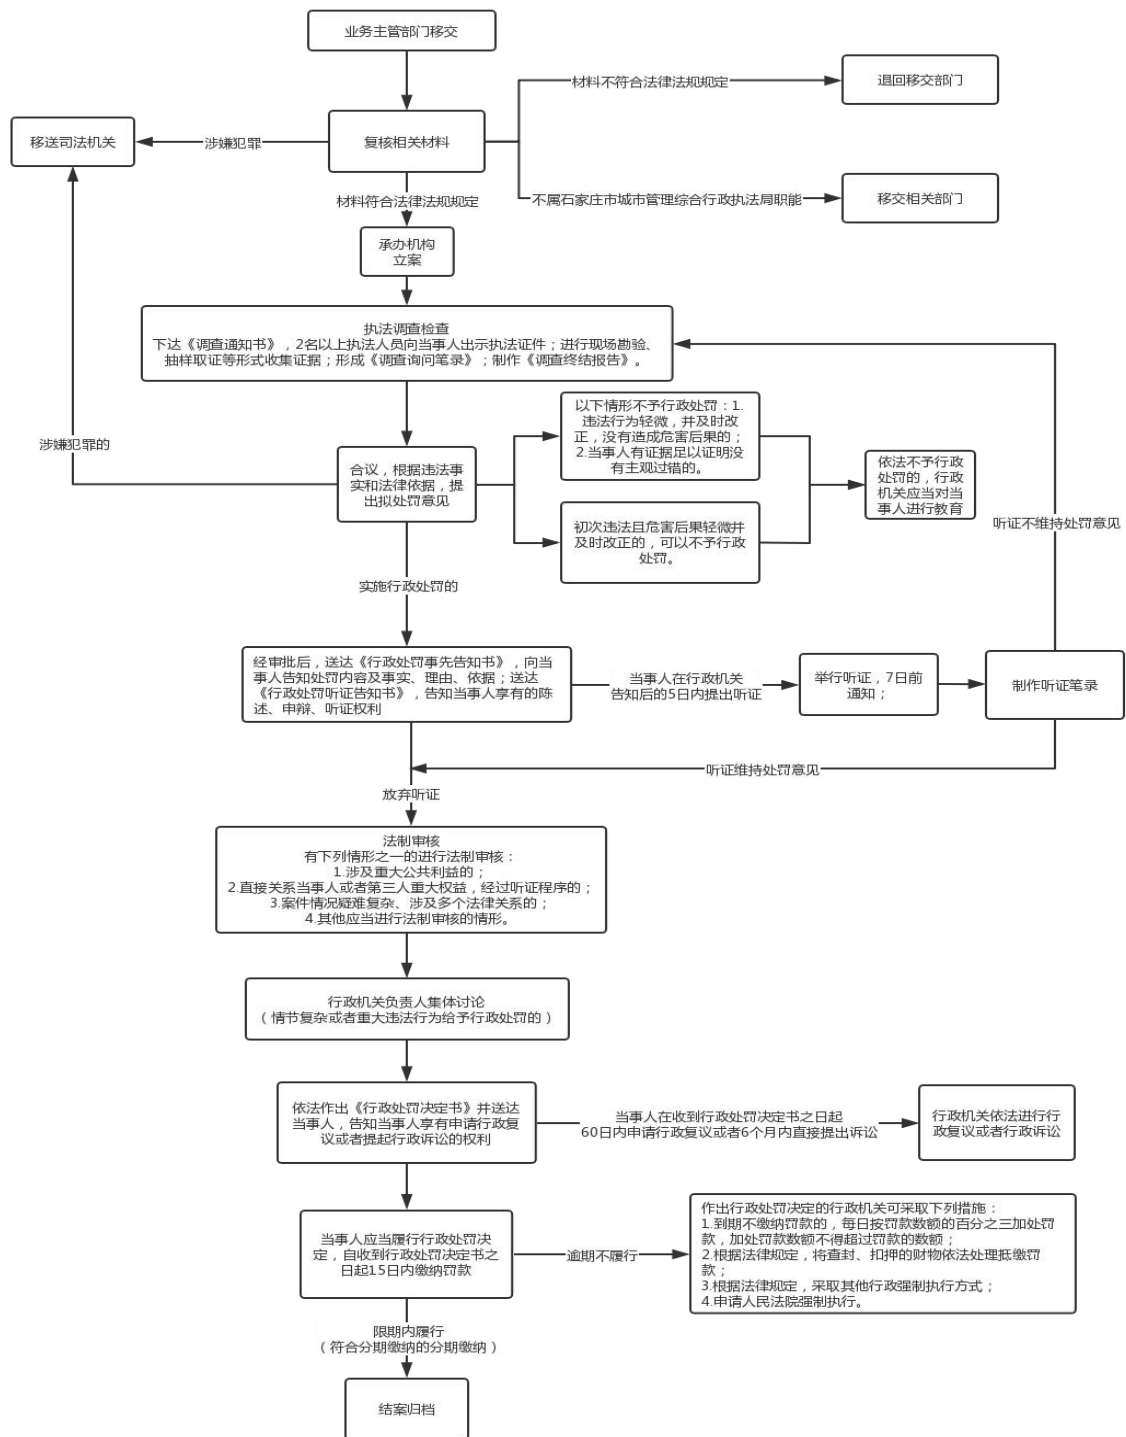 业务主管部门移交
材料不符合法律法规规定
退回移交部门
移送司法机关
涉嫌犯罪
复核相关材料
不属石家庄市城市管理综合行政执法局职能
移交相关部门
材料符合法律法规规定
承办机构
立案
执法调查检查
下达《调查通知书》，2名以上执法人员向当事人出示执法证件；进行现场勘验、
抽样取证等形式收集证据；形成《调查询问笔录》；制作《调查终结报告》。
以下情形不予行政处罚：1.
违法行为轻微，并及时改
正，没有造成危害后果的；
2.当事人有证据足以证明没
有主观过错的。
涉嫌犯罪的
合议，根据违法事
实和法律依据，提
出拟处罚意见
依法不予行政
处罚的，行政
机关应当对当
事人进行教育
初次违法且危害后果轻微并
及时改正的，可以不予行政
处罚。
听证不维持处罚意见
实施行政处罚的
经审批后，送达《行政处罚事先告知书》，向当
事人告知处罚内容及事实、理由、依据；送达
《行政处罚听证告知书》，告知当事人享有的陈
述、申辩、听证权利
当事人在行政机关
告知后的5日内提出听证
举行听证，7日前
通知；
制作听证笔录
听证维持处罚意见
放弃听证
法制审核
有下列情形之一的进行法制审核：
1.涉及重大公共利益的；
2.直接关系当事人或者第三人重大权益，经过听证程序的；
3.案件情况疑难复杂、涉及多个法律关系的；
4.其他应当进行法制审核的情形。
行政机关负责人集体讨论
（情节复杂或者重大违法行为给予行政处罚的）
依法作出《行政处罚决定书》并送达
当事人，告知当事人享有申请行政复
议或者提起行政诉讼的权利
当事人在收到行政处罚决定书之日起
60日内申请行政复议或者6个月内直接提出诉讼
行政机关依法进行行
政复议或者行政诉讼
当事人应当履行行政处罚决
定，自收到行政处罚决定书之
日起15日内缴纳罚款
逾期不履行
作出行政处罚决定的行政机关可采取下列措施：
1.到期不缴纳罚款的，每日按罚款数额的百分之三加处罚
款，加处罚款数额不得超过罚款的数额；
2.根据法律规定，将查封、扣押的财物依法处理抵缴罚
款；
3.根据法律规定，采取其他行政强制执行方式；
4.申请人民法院强制执行。
限期内履行
（符合分期缴纳的分期缴纳）
结案归档